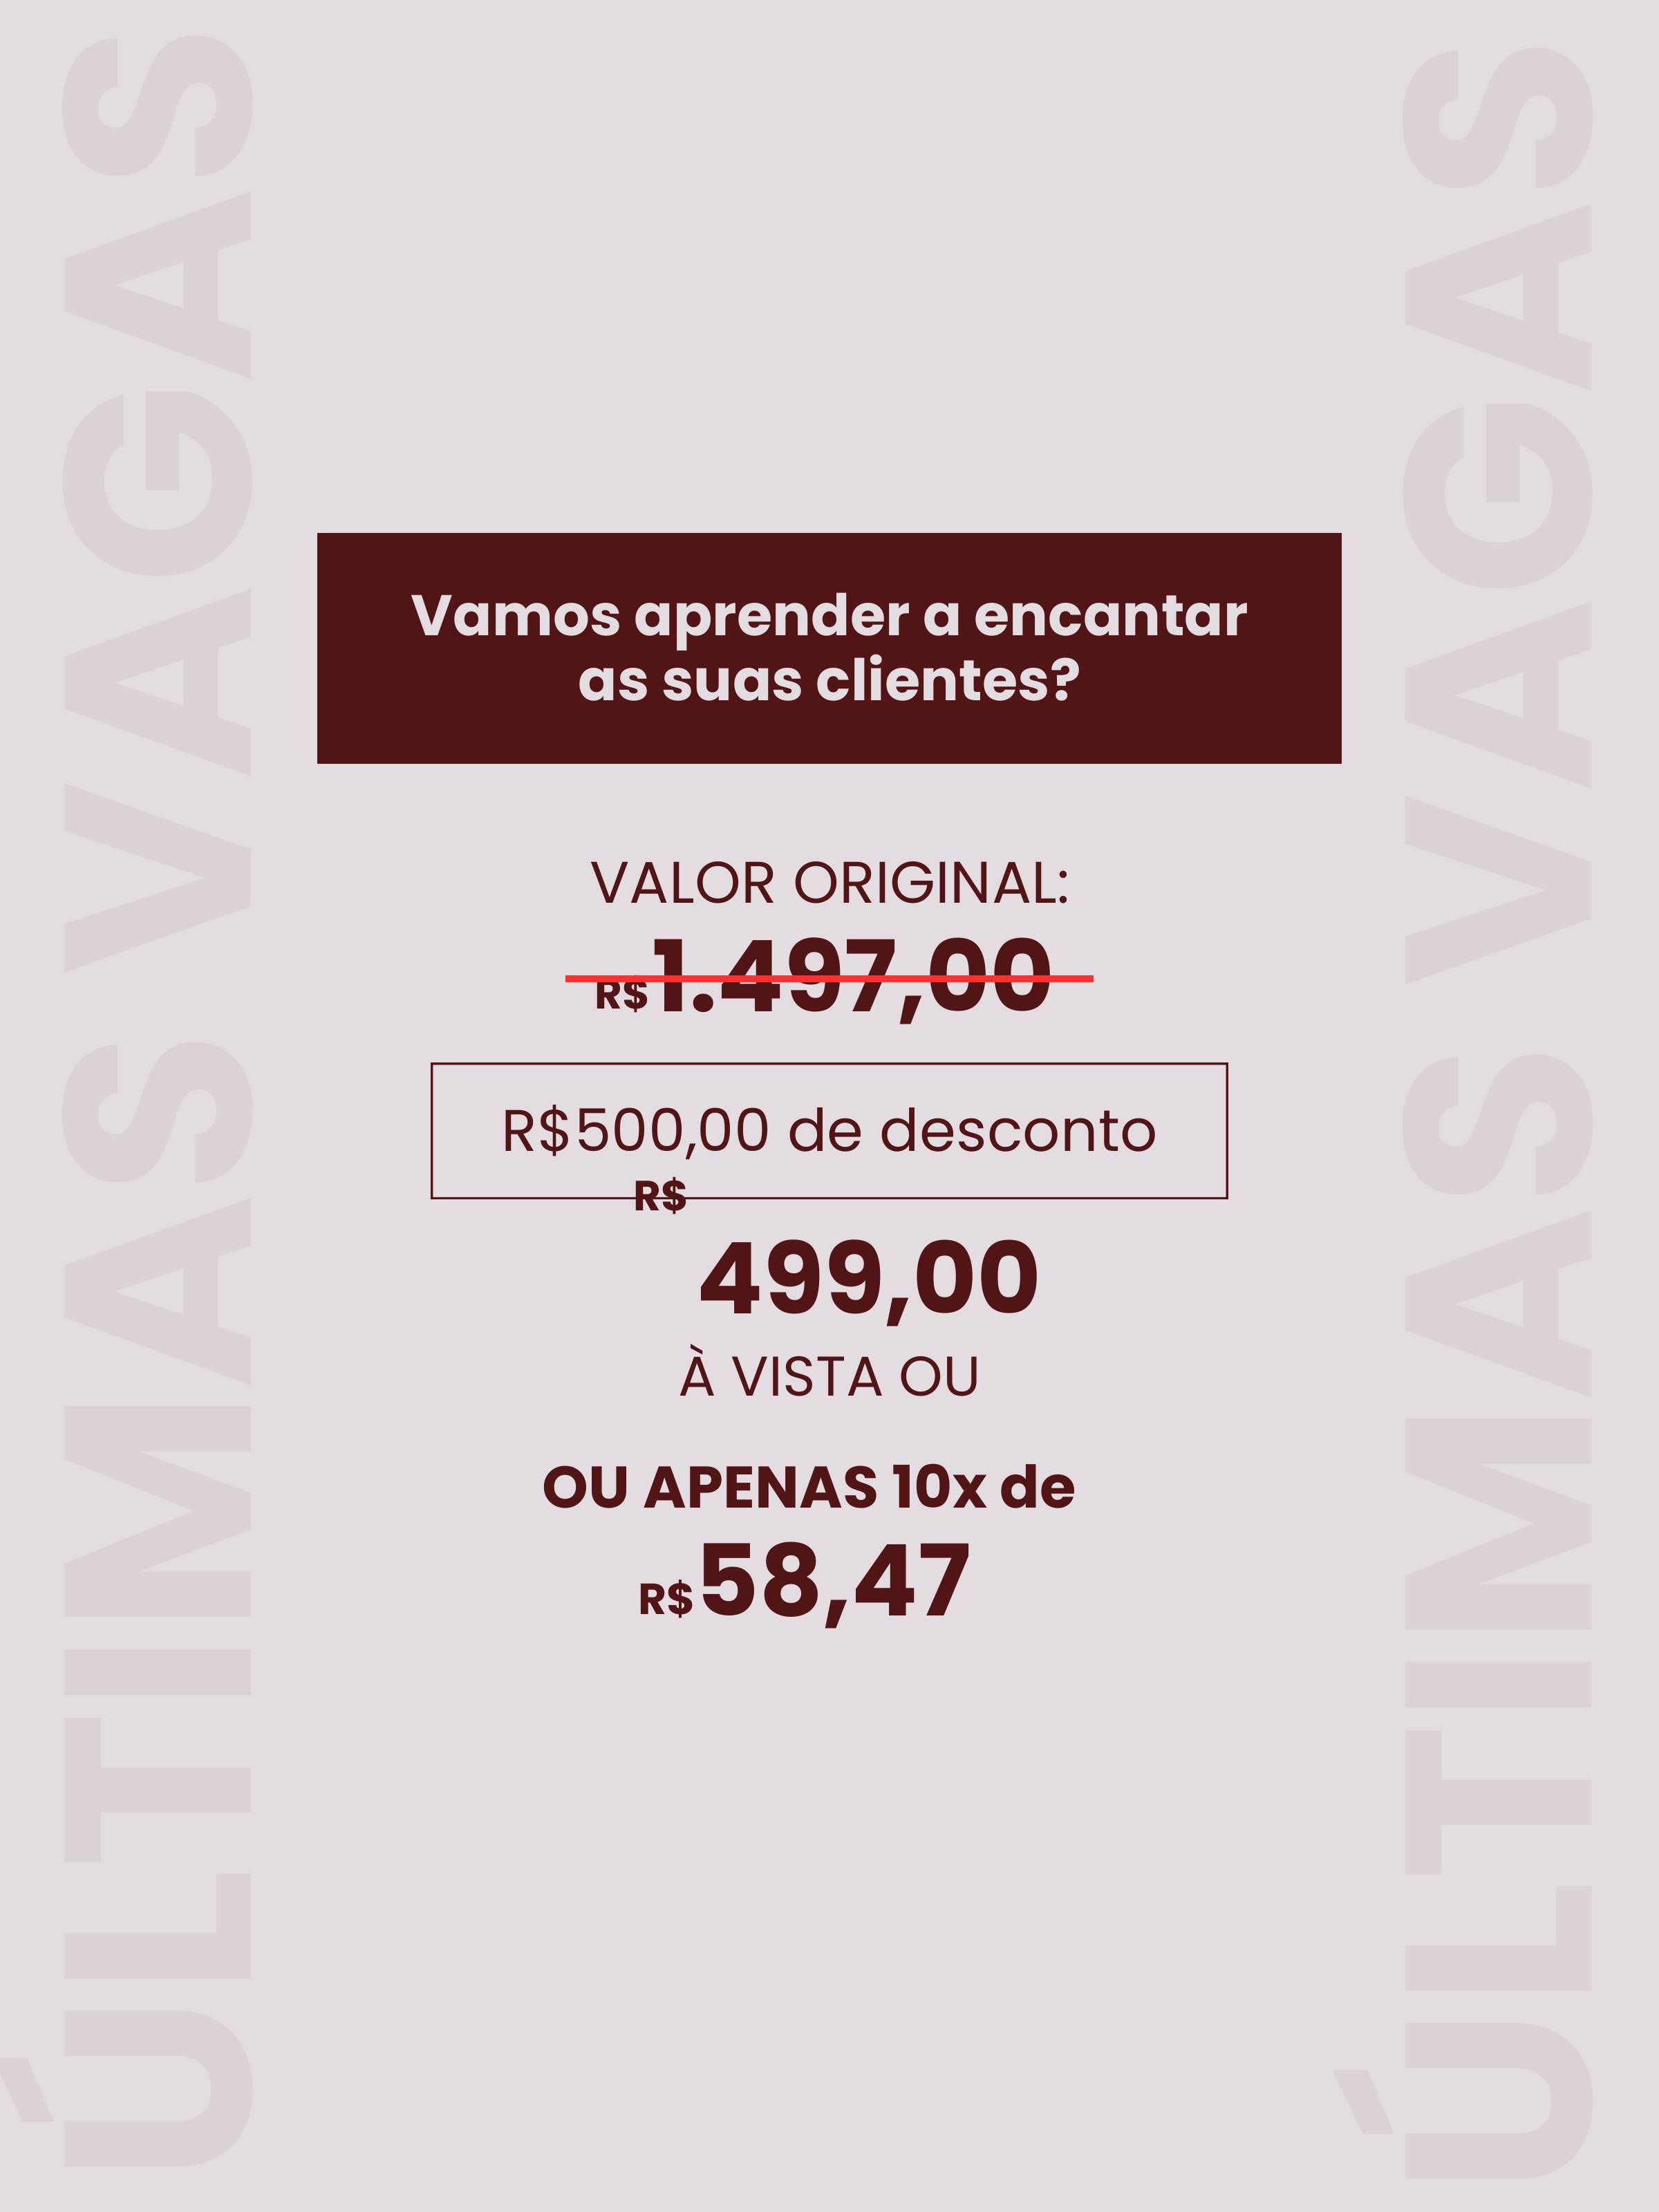 ÚLTIMAS VAGAS
Vamos aprender a encantar
as suas clientes?
VALOR ORIGINAL:
R$1.497,00
R$500,00 de desconto
R$
499,00
À VISTA OU
OU APENAS 10x de
R$58,47
ÚLTIMAS VAGAS